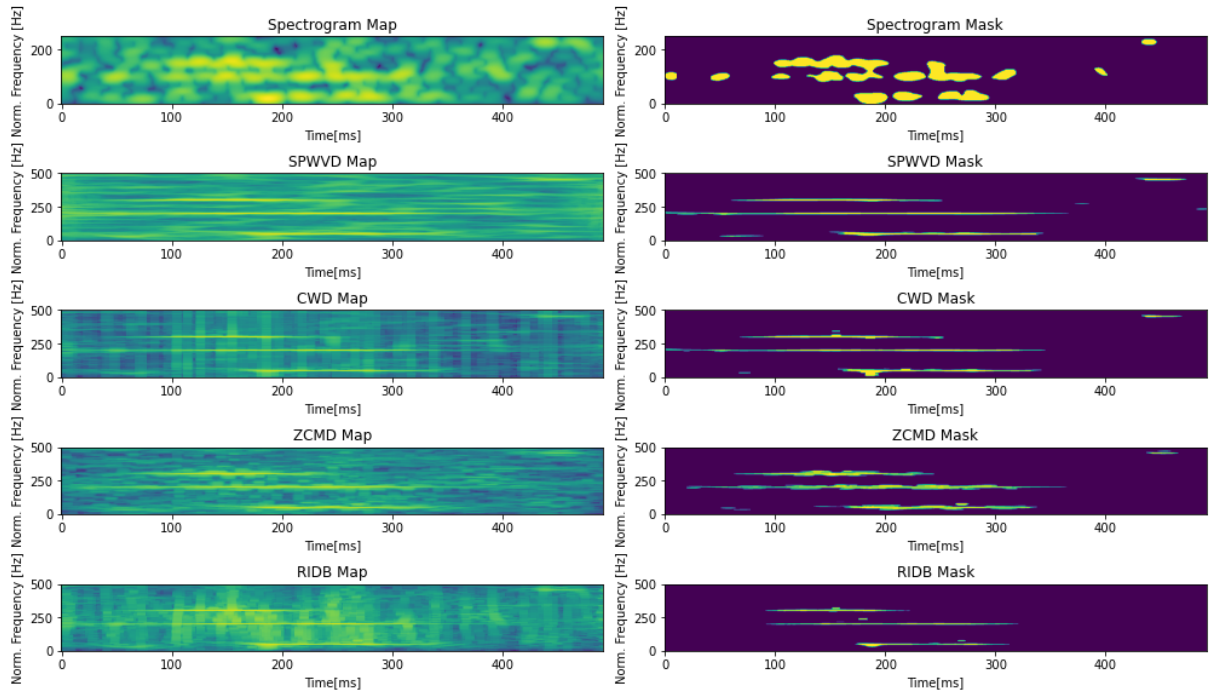 Spectrogram Map
Norm. Frequency [Hz]
200
0
0 100 200 300 400
Time[ms]
Spectrogram Mask
Norm. Frequency [Hz]
200
0
0 100 200 300 400
Time[ms]
SPWVD Map
Norm. Frequency [Hz]
500
250
0
0 100 200 300 400
Time[ms]
SPWVD Mask
Norm. Frequency [Hz]
500
250
0
0 100 200 300 400
Time[ms]
CWD Map
Norm. Frequency [Hz]
500
250
0
0 100 200 300 400
Time[ms]
CWD Mask
Norm. Frequency [Hz]
500
250
0
0 100 200 300 400
Time[ms]
ZCMD Map
Norm. Frequency [Hz]
500
250
0
0 100 200 300 400
Time[ms]
ZCMD Mask
Norm. Frequency [Hz]
500
250
0
0 100 200 300 400
Time[ms]
RIDB Map
Norm. Frequency [Hz]
500
250
0
0 100 200 300 400
Time[ms]
RIDB Mask
Norm. Frequency [Hz]
500
250
0
0 100 200 300 400
Time[ms]